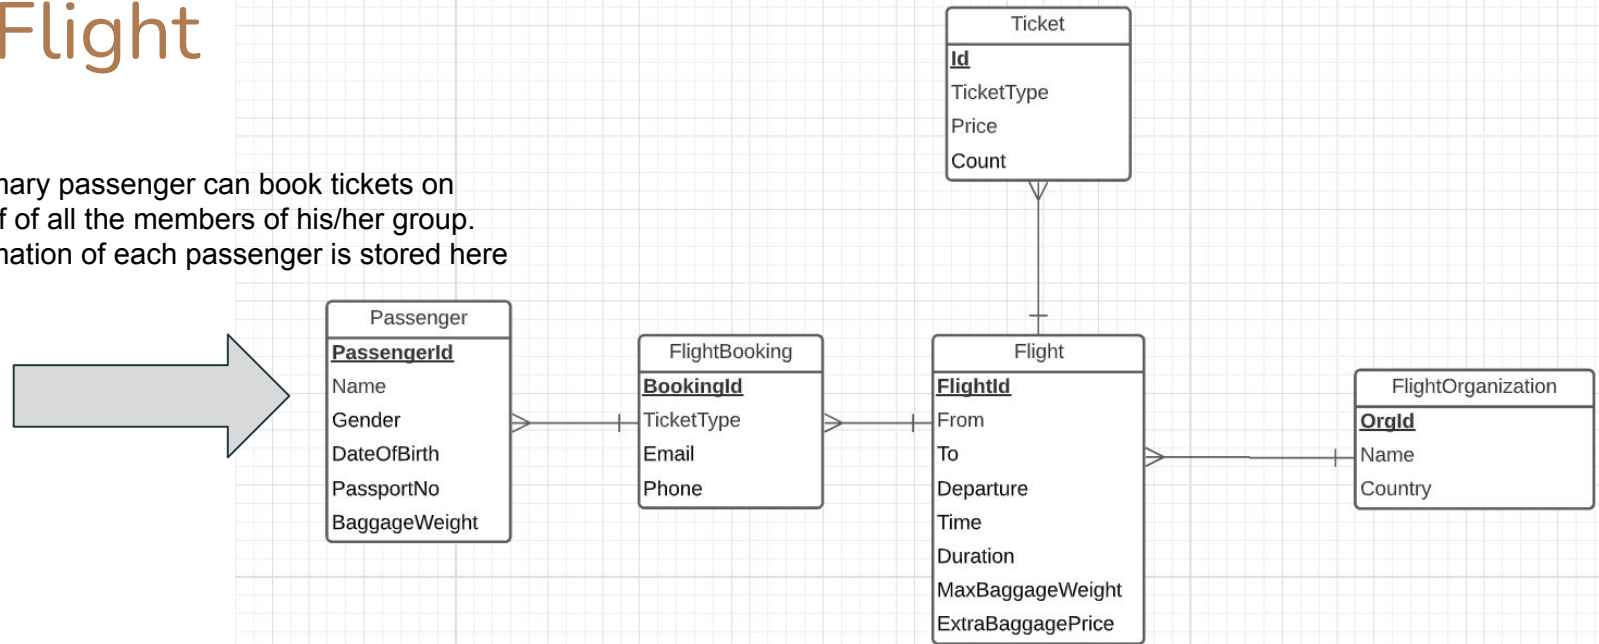 Flight
mary passenger can book tickets on
f of all the members of his/her group.
mation of each passenger is stored here
Ticket
Id
TicketType
Price
Count
Passenger
PassengerId
Name
Gender
DateOfBirth
PassportNo
BaggageWeight
FlightBooking
BookingId
TicketType
Email
Phone
Flight
FlightId
From
To
Departure
Time
Duration
MaxBaggageWeight
ExtraBaggagePrice
FlightOrganization
OrgId
Name
Country